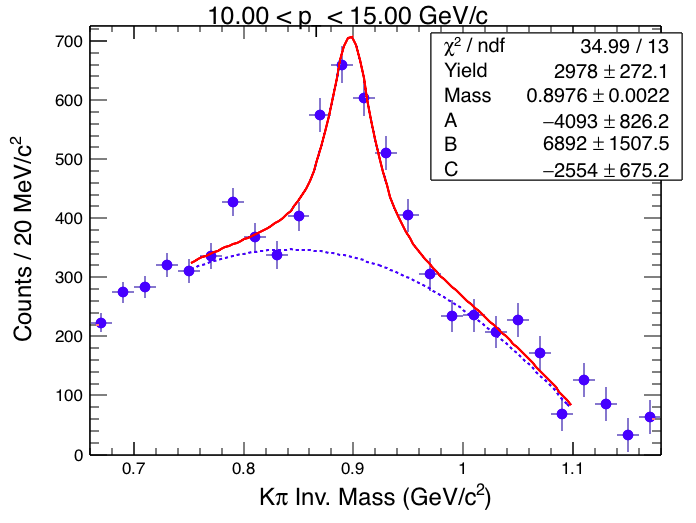 10.00 < p < 15.00 GeV/c
χ² / ndf 34.99 / 13
Yield 2978 ± 272.1
Mass 0.8976 ± 0.0022
A −4093 ± 826.2
B 6892 ± 1507.5
C −2554 ± 675.2
Counts / 20 MeV/c²
700
600
500
400
300
200
100
0
0.7 0.8 0.9 1 1.1
Kπ Inv. Mass (GeV/c²)